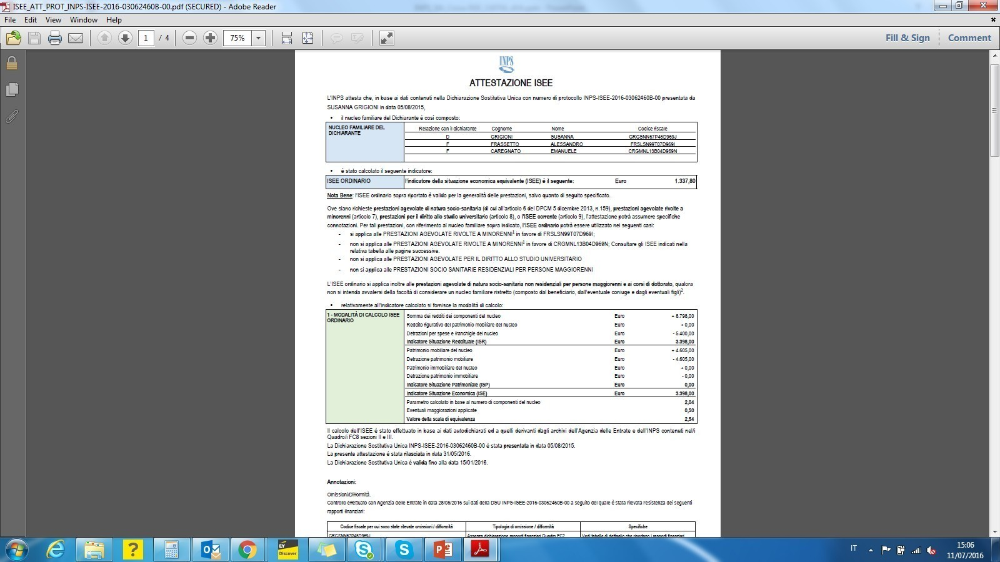 ISEE_ATT_PROT_INPS-ISEE-2016-03062460B-00.pdf (SECURED) - Adobe Reader
File Edit View Window Help
1 / 4 75% Fill & Sign Comment
INPS
ATTESTAZIONE ISEE
L'INPS attesta che, in base ai dati contenuti nella Dichiarazione Sostitutiva Unica con numero di protocollo INPS-ISEE-2016-03062460B-00 presentata da
SUSANNA GRIGIONI in data 05/08/2015,
• il nucleo familiare del Dichiarante è così composto:
NUCLEO FAMILIARE DEL DICHIARANTE
Relazione con il dichiarante Cognome Nome Codice fiscale
D GRIGIONI SUSANNA GRGSNN67P45D969J
F FRASSETTO ALESSANDRO FRSLSN99T07D969I
F CAREGNATO EMANUELE CRGMNL13B04D969N
• è stato calcolato il seguente indicatore:
ISEE ORDINARIO l'indicatore della situazione economica equivalente (ISEE) è il seguente: Euro 1.337,80
Nota Bene: l'ISEE ordinario sopra riportato è valido per la generalità delle prestazioni, salvo quanto di seguito specificato.
Ove siano richieste prestazioni agevolate di natura socio-sanitaria (di cui all'articolo 6 del DPCM 5 dicembre 2013, n.159), prestazioni agevolate rivolte a
minorenni (articolo 7), prestazioni per il diritto allo studio universitario (articolo 8), o l'ISEE corrente (articolo 9), l'attestazione potrà assumere specifiche
connotazioni. Per tali prestazioni, con riferimento al nucleo familiare sopra indicato, l'ISEE ordinario potrà essere utilizzato nei seguenti casi:
- si applica alle PRESTAZIONI AGEVOLATE RIVOLTE A MINORENNI1 in favore di FRSLSN99T07D969I;
- non si applica alle PRESTAZIONI AGEVOLATE RIVOLTE A MINORENNI1 in favore di CRGMNL13B04D969N; Consultare gli ISEE indicati nella
relativa tabella alle pagine successive.
- non si applica alle PRESTAZIONI AGEVOLATE PER IL DIRITTO ALLO STUDIO UNIVERSITARIO
- non si applica alle PRESTAZIONI SOCIO SANITARIE RESIDENZIALI PER PERSONE MAGGIORENNI
L'ISEE ordinario si applica inoltre alle prestazioni agevolate di natura socio-sanitaria non residenziali per persone maggiorenni e ai corsi di dottorato, qualora
non si intenda avvalersi della facoltà di considerare un nucleo familiare ristretto (composto dal beneficiario, dall'eventuale coniuge e dagli eventuali figli)2.
• relativamente all'indicatore calcolato si fornisce la modalità di calcolo:
1 - MODALITÀ DI CALCOLO ISEE ORDINARIO
Somma dei redditi dei componenti del nucleo Euro + 8.798,00
Reddito figurativo del patrimonio mobiliare del nucleo Euro + 0,00
Detrazioni per spese e franchigie del nucleo Euro - 5.400,00
Indicatore Situazione Reddituale (ISR) Euro 3.398,00
Patrimonio mobiliare del nucleo Euro + 4.605,00
Detrazione patrimonio mobiliare Euro - 4.605,00
Patrimonio immobiliare del nucleo Euro + 0,00
Detrazione patrimonio immobiliare Euro - 0,00
Indicatore Situazione Patrimoniale (ISP) Euro 0,00
Indicatore Situazione Economica (ISE) Euro 3.398,00
Parametro calcolato in base al numero di componenti del nucleo 2,04
Eventuali maggiorazioni applicate 0,50
Valore della scala di equivalenza 2,54
Il calcolo dell'ISEE è stato effettuato in base ai dati autodichiarati ed a quelli derivanti dagli archivi dell'Agenzia delle Entrate e dell'INPS contenuti nel/i
Quadro/i FC8 sezioni II e III.
La Dichiarazione Sostitutiva Unica INPS-ISEE-2016-03062460B-00 è stata presentata in data 05/08/2015.
La presente attestazione è stata rilasciata in data 31/05/2016.
La Dichiarazione Sostitutiva Unica è valida fino alla data 15/01/2016.
Annotazioni:
Omissioni/Difformità.
Controllo effettuato con Agenzia delle Entrate in data 28/05/2016 sui dati della DSU INPS-ISEE-2016-03062460B-00 a seguito del quale è stata rilevata l'esistenza dei seguenti
rapporti finanziari:
Codice fiscale per cui sono state rilevate omissioni / difformità Tipologia di omissione / difformità Specifiche
GRGSNN67P45D969J Assenza dichiarazione rapporti finanziari Quadro FC2 Vedi tabelle di dettaglio che riportano i rapporti finanziari
EY Discover
IT 15:06
11/07/2016